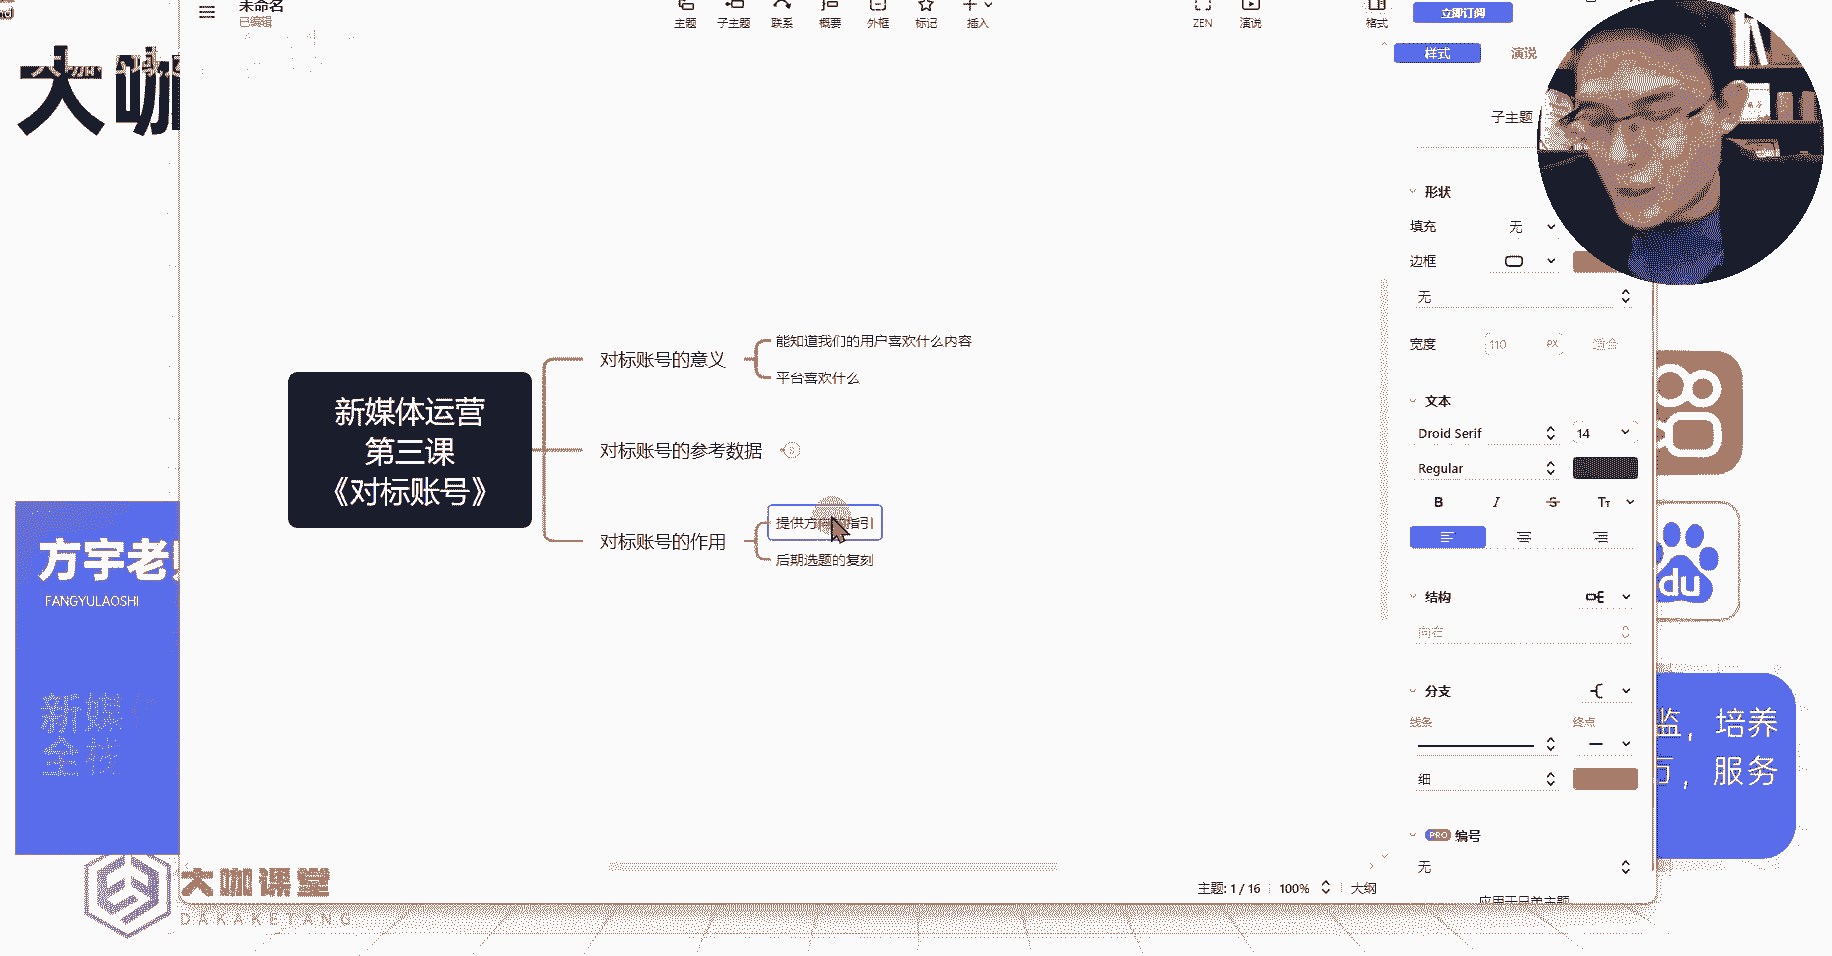 未命名
已编辑
主题
子主题
联系
概要
外框
标记
插入
ZEN
演说
格式
立即订阅
样式
演说
大咖
子主题
形状
填充
无
边框
无
宽度
110
PX
文本
Droid Serif
14
Regular
B
I
S
Tт
结构
分支
线条
终点
细
PRO 编号
无
能知道我们的用户喜欢什么内容
对标账号的意义
平台喜欢什么
新媒体运营
第三课
《对标账号》
对标账号的参考数据
提供方
指引
对标账号的作用
后期选题的复刻
方宇老
FANGYULAOSHI
新媒
全栈
du
监，培养
，服务
大咖课堂
DAKAKETANG
主题: 1 / 16
100%
大纲